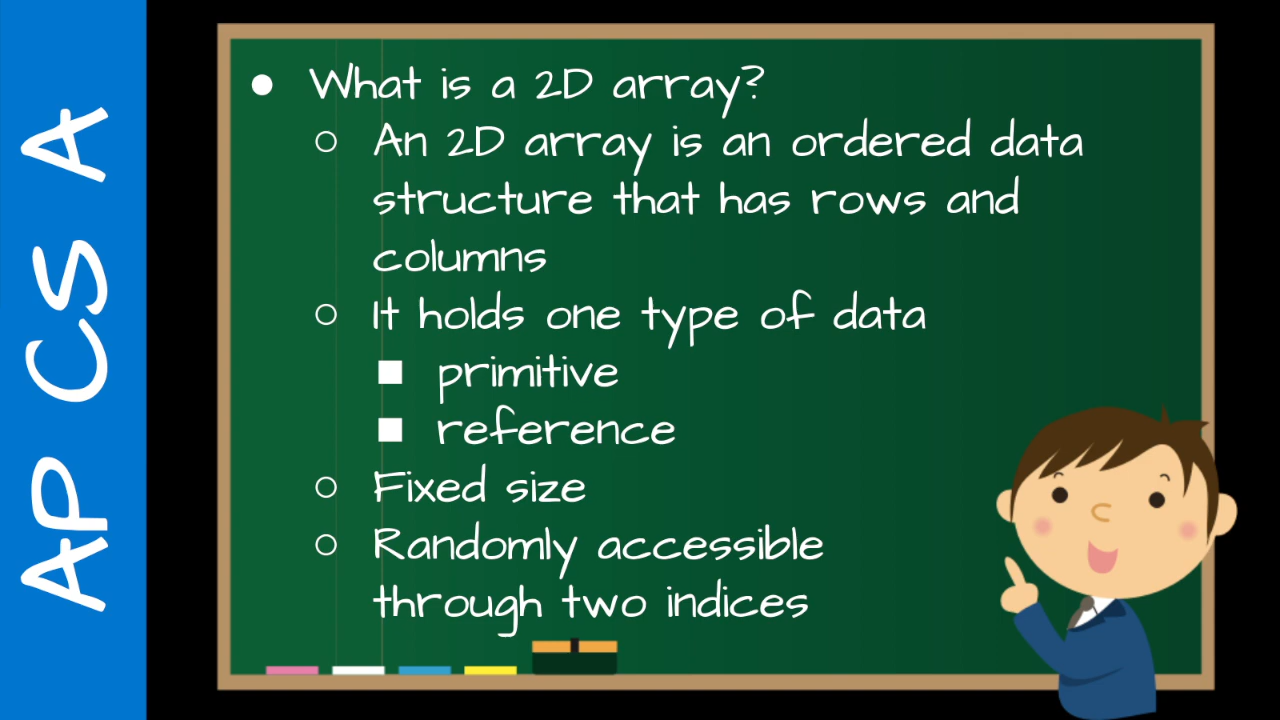 AP CS A
● What is a 2D array?
○ An 2D array is an ordered data
structure that has rows and
columns
○ It holds one type of data
■ primitive
■ reference
○ Fixed size
○ Randomly accessible
through two indices